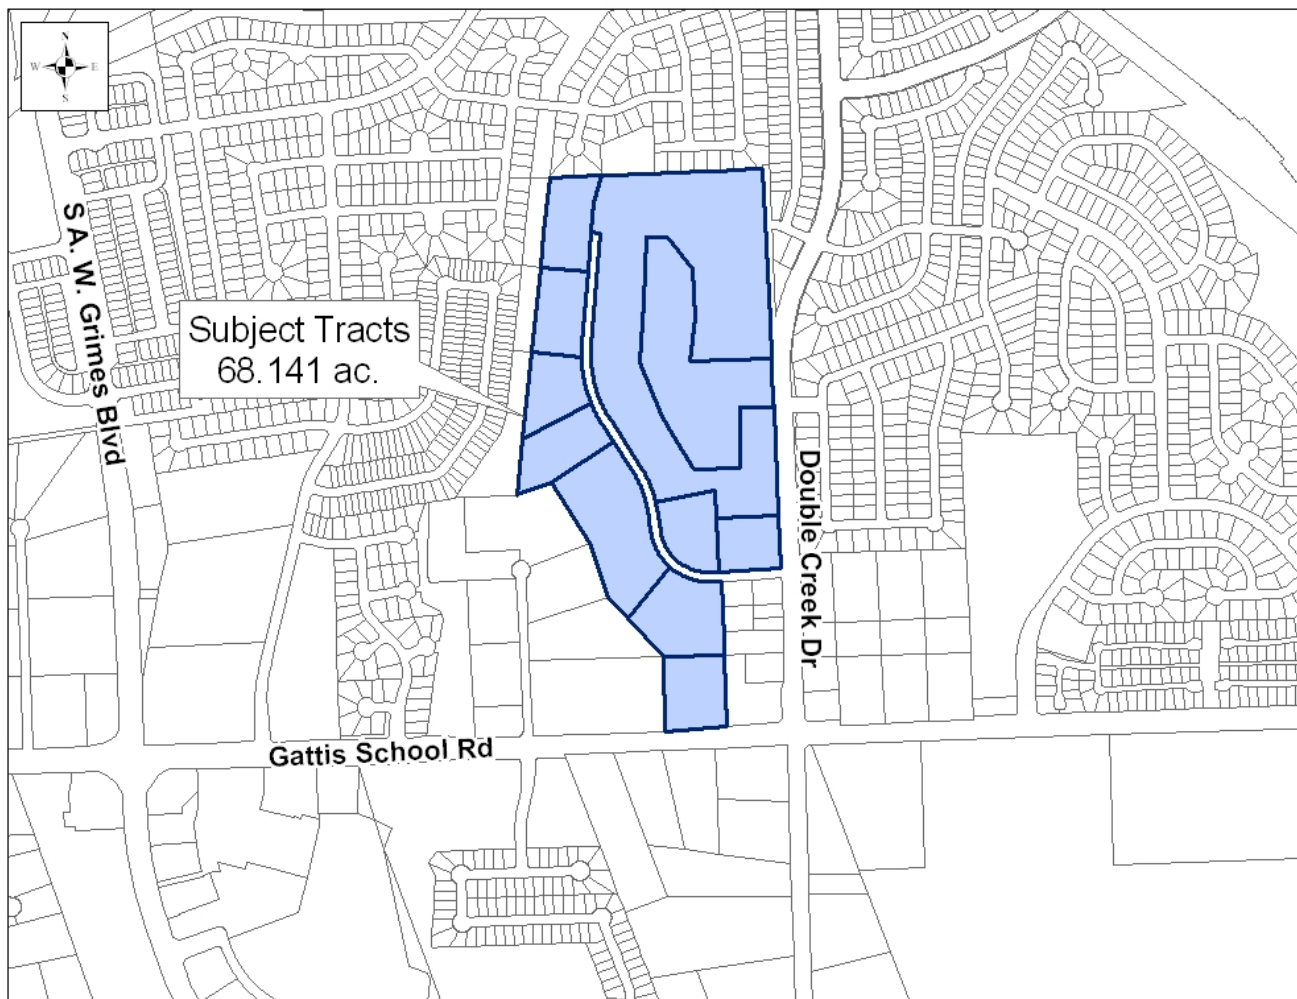 N
W E
S
S A. W. Grimes Blvd
Subject Tracts
68.141 ac.
Double Creek Dr
Gattis School Rd